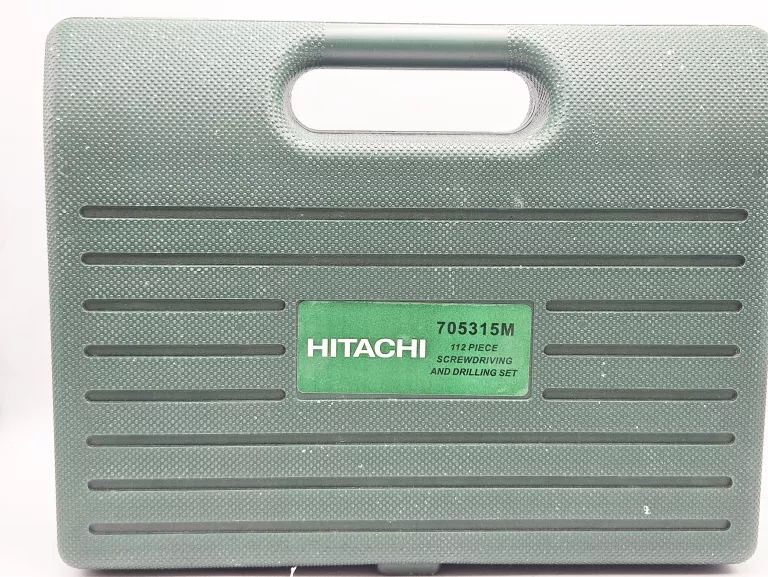 HITACHI
705315M
112 PIECE
SCREWDRIVING
AND DRILLING SET